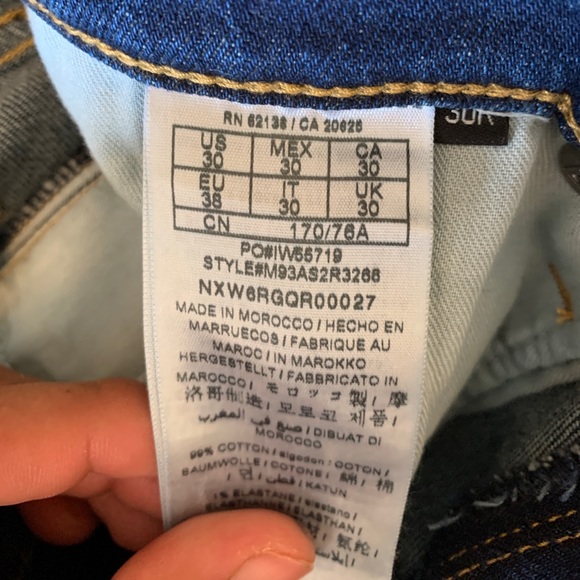 RN 62136 / CA 20625
30R
US 30 MEX 30 CA 30
EU 38 IT 30 UK 30
CN 170/76A
PO#IW55719
STYLE#M93AS2R3266
NXW6RGQR00027
MADE IN MOROCCO / HECHO EN
MARRUECOS / FABRIQUE AU
MAROC / IN MAROKKO
HERGESTELLT / FABBRICATO IN
MAROCCO / モロッコ製 / 摩
洛哥制造 / 모로코 제품 /
صنع في المغرب / DIBUAT DI
MOROCCO
99% COTTON / algodon / COTON /
BAUMWOLLE / COTONE / 綿 / 棉
/ 면 / قطن / KATUN
1% ELASTANE / elastano /
ELASTHANNE / ELASTHAN /